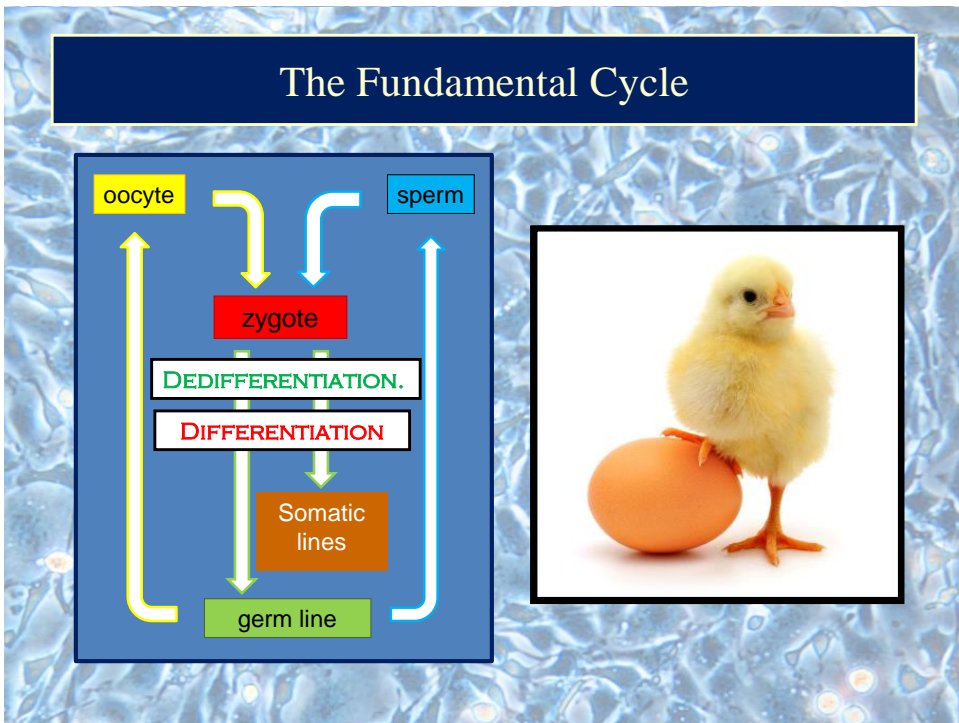 The Fundamental Cycle
oocyte
sperm
zygote
DEDIFFERENTIATION.
DIFFERENTIATION
Somatic
lines
germ line